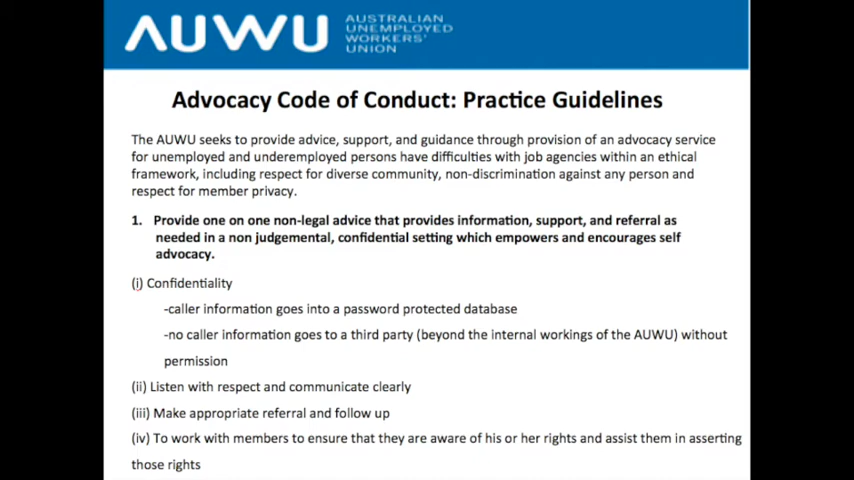 AUWU
AUSTRALIAN
UNEMPLOYED
WORKERS'
UNION
Advocacy Code of Conduct: Practice Guidelines
The AUWU seeks to provide advice, support, and guidance through provision of an advocacy service
for unemployed and underemployed persons have difficulties with job agencies within an ethical
framework, including respect for diverse community, non-discrimination against any person and
respect for member privacy.
1. Provide one on one non-legal advice that provides information, support, and referral as
needed in a non judgemental, confidential setting which empowers and encourages self
advocacy.
(i) Confidentiality
-caller information goes into a password protected database
-no caller information goes to a third party (beyond the internal workings of the AUWU) without
permission
(ii) Listen with respect and communicate clearly
(iii) Make appropriate referral and follow up
(iv) To work with members to ensure that they are aware of his or her rights and assist them in asserting
those rights